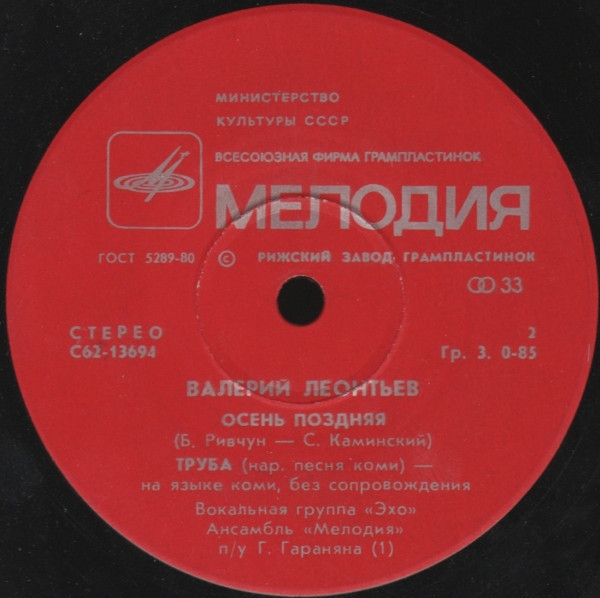 МИНИСТЕРСТВО
КУЛЬТУРЫ СССР
ВСЕСОЮЗНАЯ ФИРМА ГРАМПЛАСТИНОК
МЕЛОДИЯ
ГОСТ 5289-80 © РИЖСКИЙ ЗАВОД ГРАМПЛАСТИНОК
33
СТЕРЕО 2
С62-13694 Гр. 3. 0-85
ВАЛЕРИЙ ЛЕОНТЬЕВ
ОСЕНЬ ПОЗДНЯЯ
(Б. Ривчун — С. Каминский)
ТРУБА (нар. песня коми) —
на языке коми, без сопровождения
Вокальная группа «Эхо»
Ансамбль «Мелодия»
п/у Г. Гараняна (1)